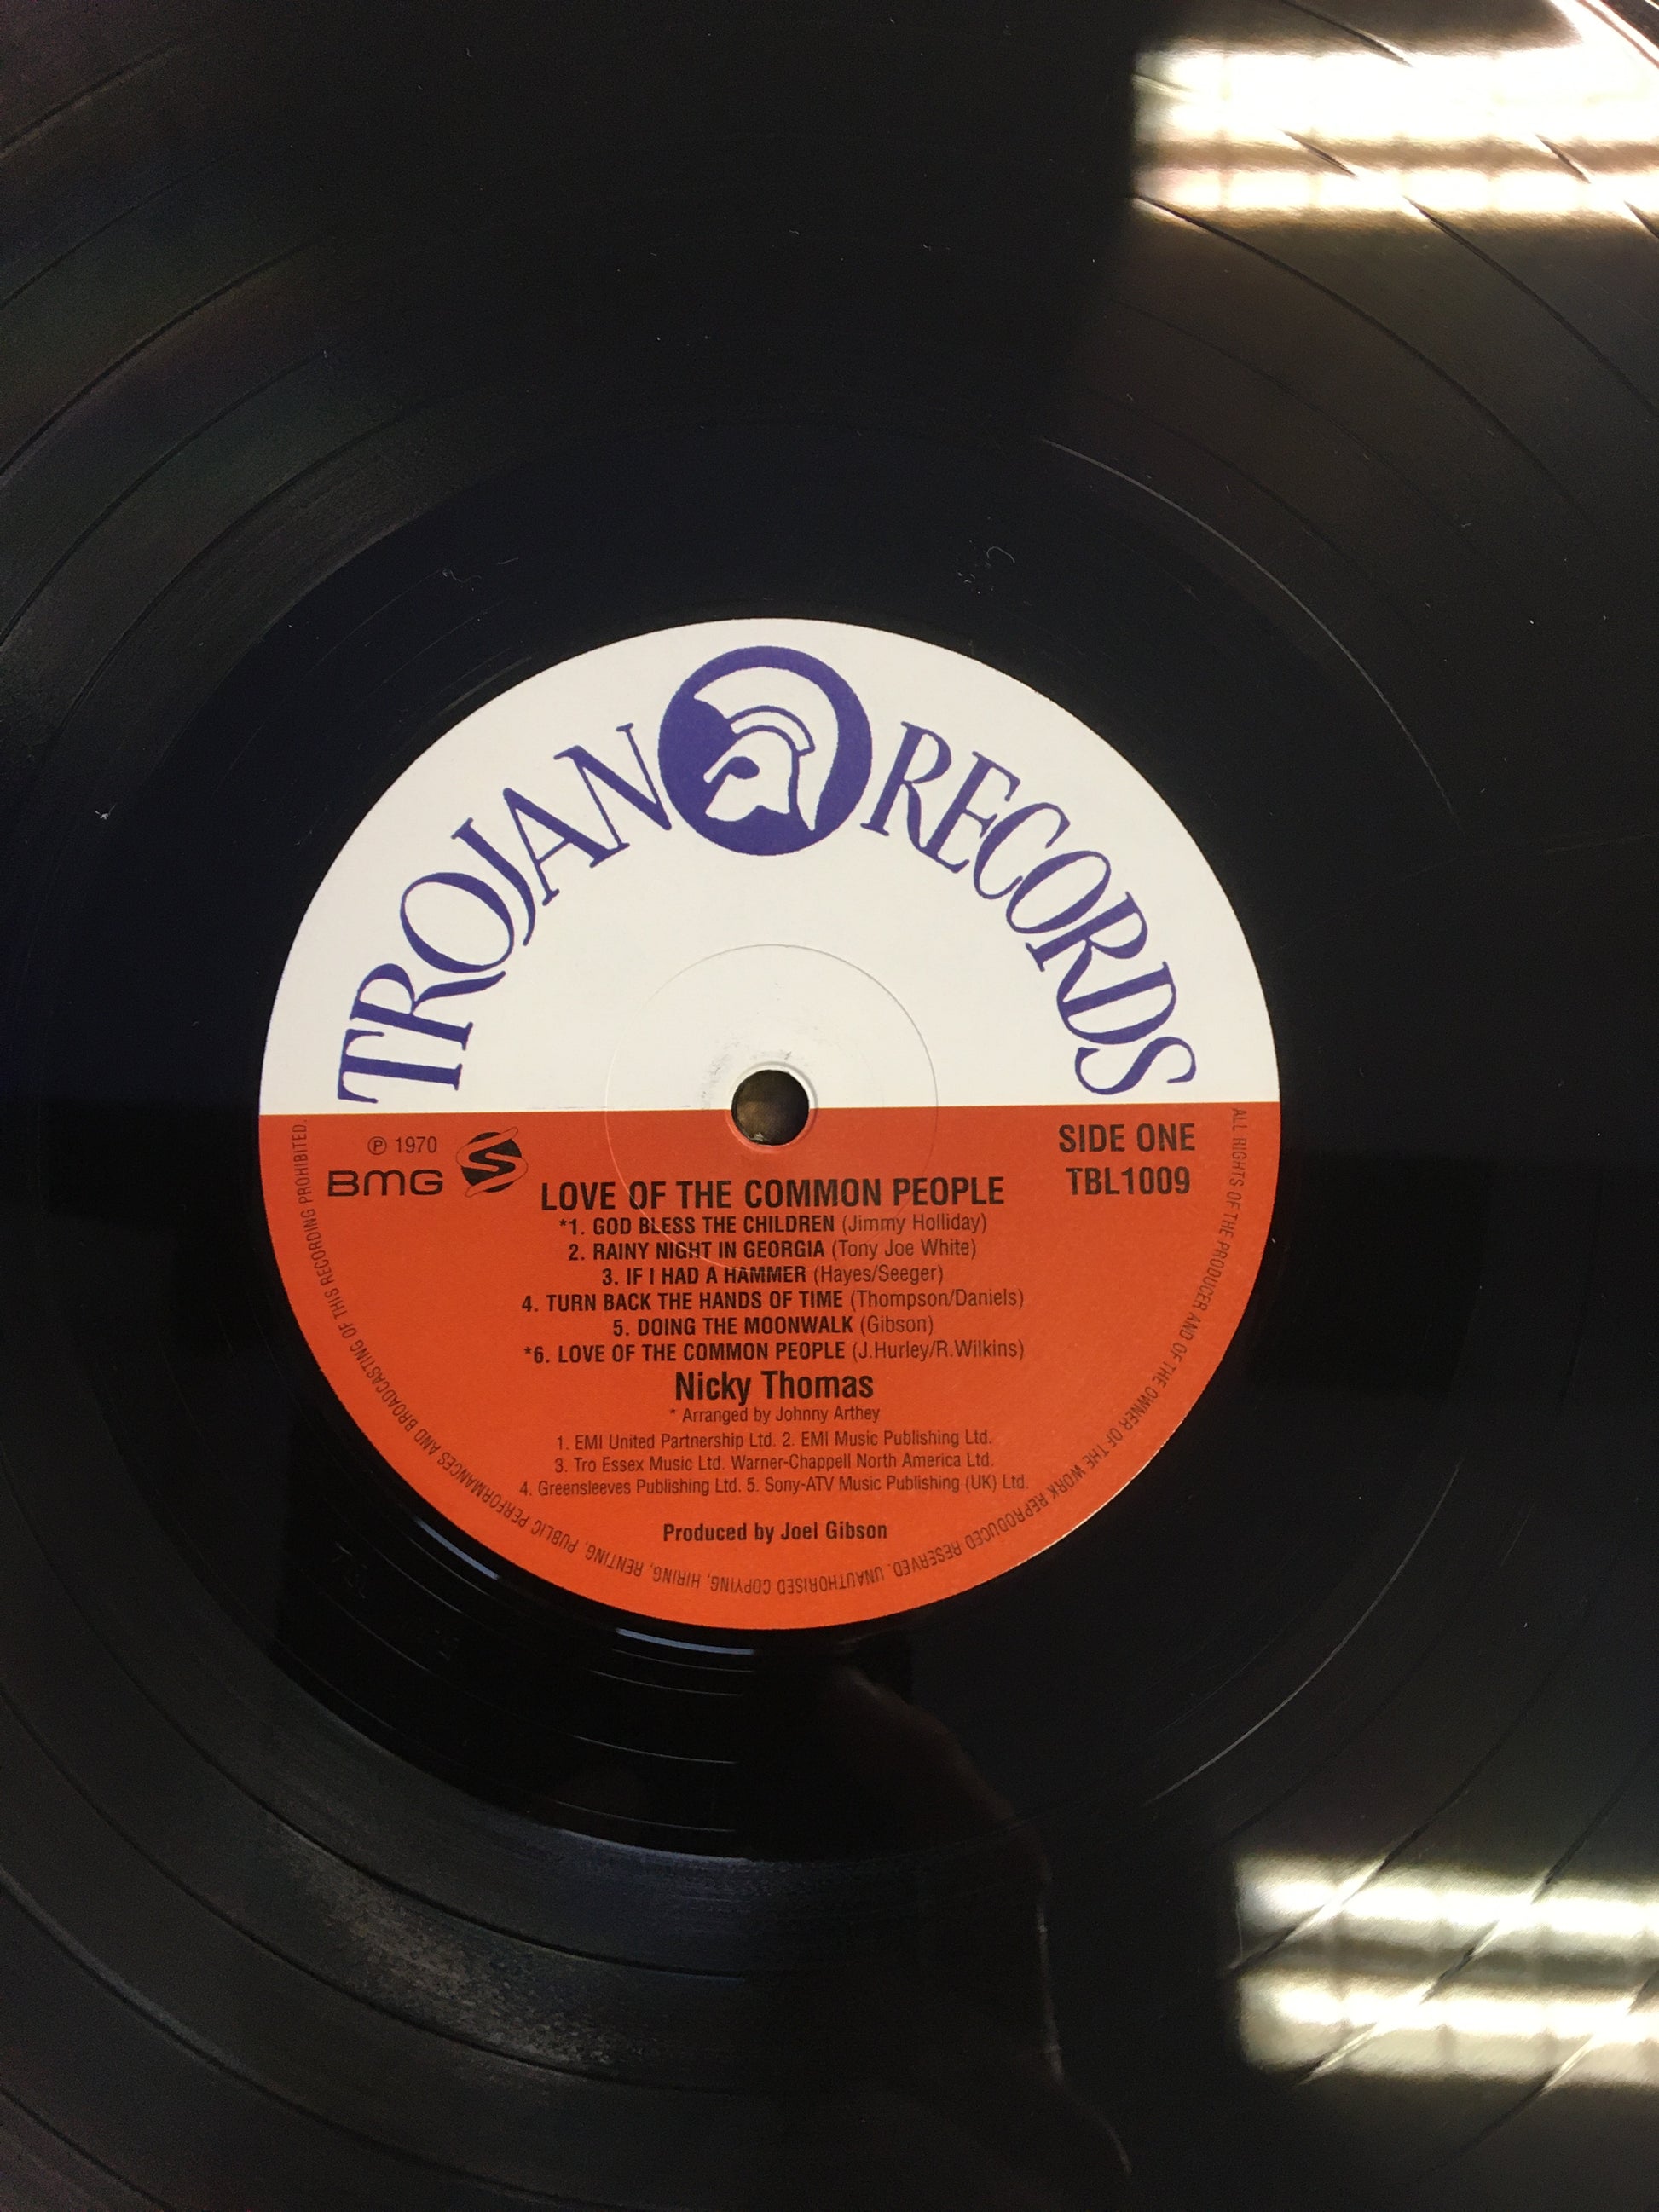 TROJAN RECORDS
℗ 1970
BMG
SIDE ONE
TBL1009
LOVE OF THE COMMON PEOPLE
*1. GOD BLESS THE CHILDREN (Jimmy Holliday)
2. RAINY NIGHT IN GEORGIA (Tony Joe White)
3. IF I HAD A HAMMER (Hayes/Seeger)
4. TURN BACK THE HANDS OF TIME (Thompson/Daniels)
5. DOING THE MOONWALK (Gibson)
*6. LOVE OF THE COMMON PEOPLE (J.Hurley/R.Wilkins)
Nicky Thomas
* Arranged by Johnny Arthey
1. EMI United Partnership Ltd. 2. EMI Music Publishing Ltd.
3. Tro Essex Music Ltd. Warner-Chappell North America Ltd.
4. Greensleeves Publishing Ltd. 5. Sony-ATV Music Publishing (UK) Ltd.
Produced by Joel Gibson
ALL RIGHTS OF THE PRODUCER AND OF THE OWNER OF THE WORK REPRODUCED RESERVED. UNAUTHORISED COPYING, HIRING, RENTING, PUBLIC PERFORMANCES AND BROADCASTING OF THIS RECORDING PROHIBITED.